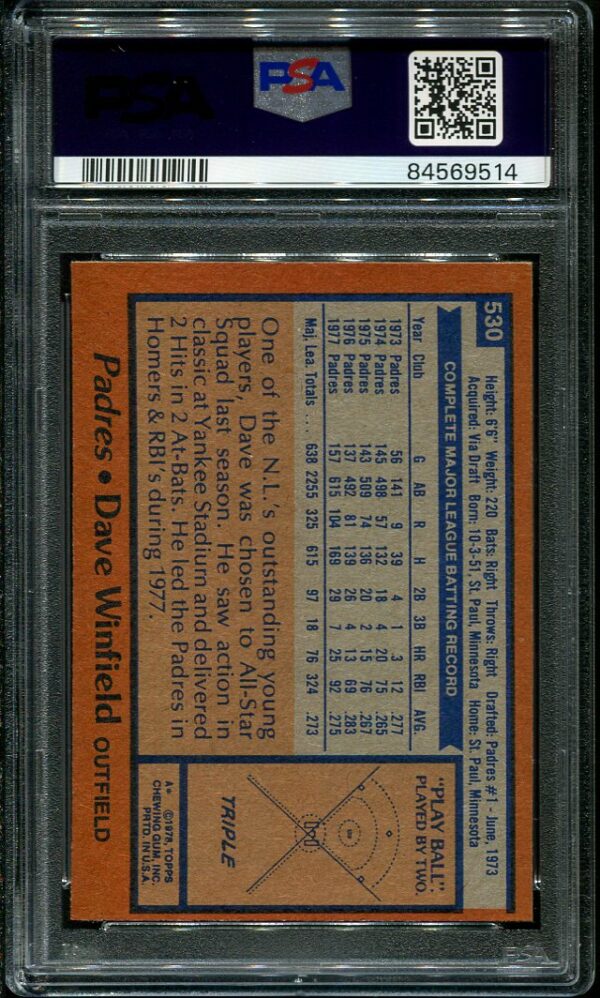 PSA
PSA
84569514
530
Height: 6'6" Weight: 220 Bats: Right Throws: Right Drafted: Padres #1 - June, 1973
Acquired: Via Draft Born: 10-3-51, St. Paul, Minnesota Home: St. Paul, Minnesota
COMPLETE MAJOR LEAGUE BATTING RECORD
Year Club G AB R H 2B 3B HR RBI AVG.
1973 Padres 56 141 9 39 4 1 3 12 .277
1974 Padres 145 498 57 132 18 4 20 75 .265
1975 Padres 143 509 74 136 20 2 15 76 .267
1976 Padres 137 492 81 139 26 4 13 69 .283
1977 Padres 157 615 104 169 29 7 25 92 .275
Maj. Lea. Totals . . . 638 2255 325 615 97 18 76 324 .273
One of the N.L.'s outstanding young
players, Dave was chosen to All-Star
Squad last season. He saw action in
classic at Yankee Stadium and delivered
2 Hits in 2 At-Bats. He led the Padres in
Homers & RBI's during 1977.
"PLAY BALL"
PLAYED BY TWO.
TRIPLE
A* ©1978, TOPPS
CHEWING GUM, INC.
PRTD. IN U.S.A.
Padres • Dave Winfield OUTFIELD
PSA